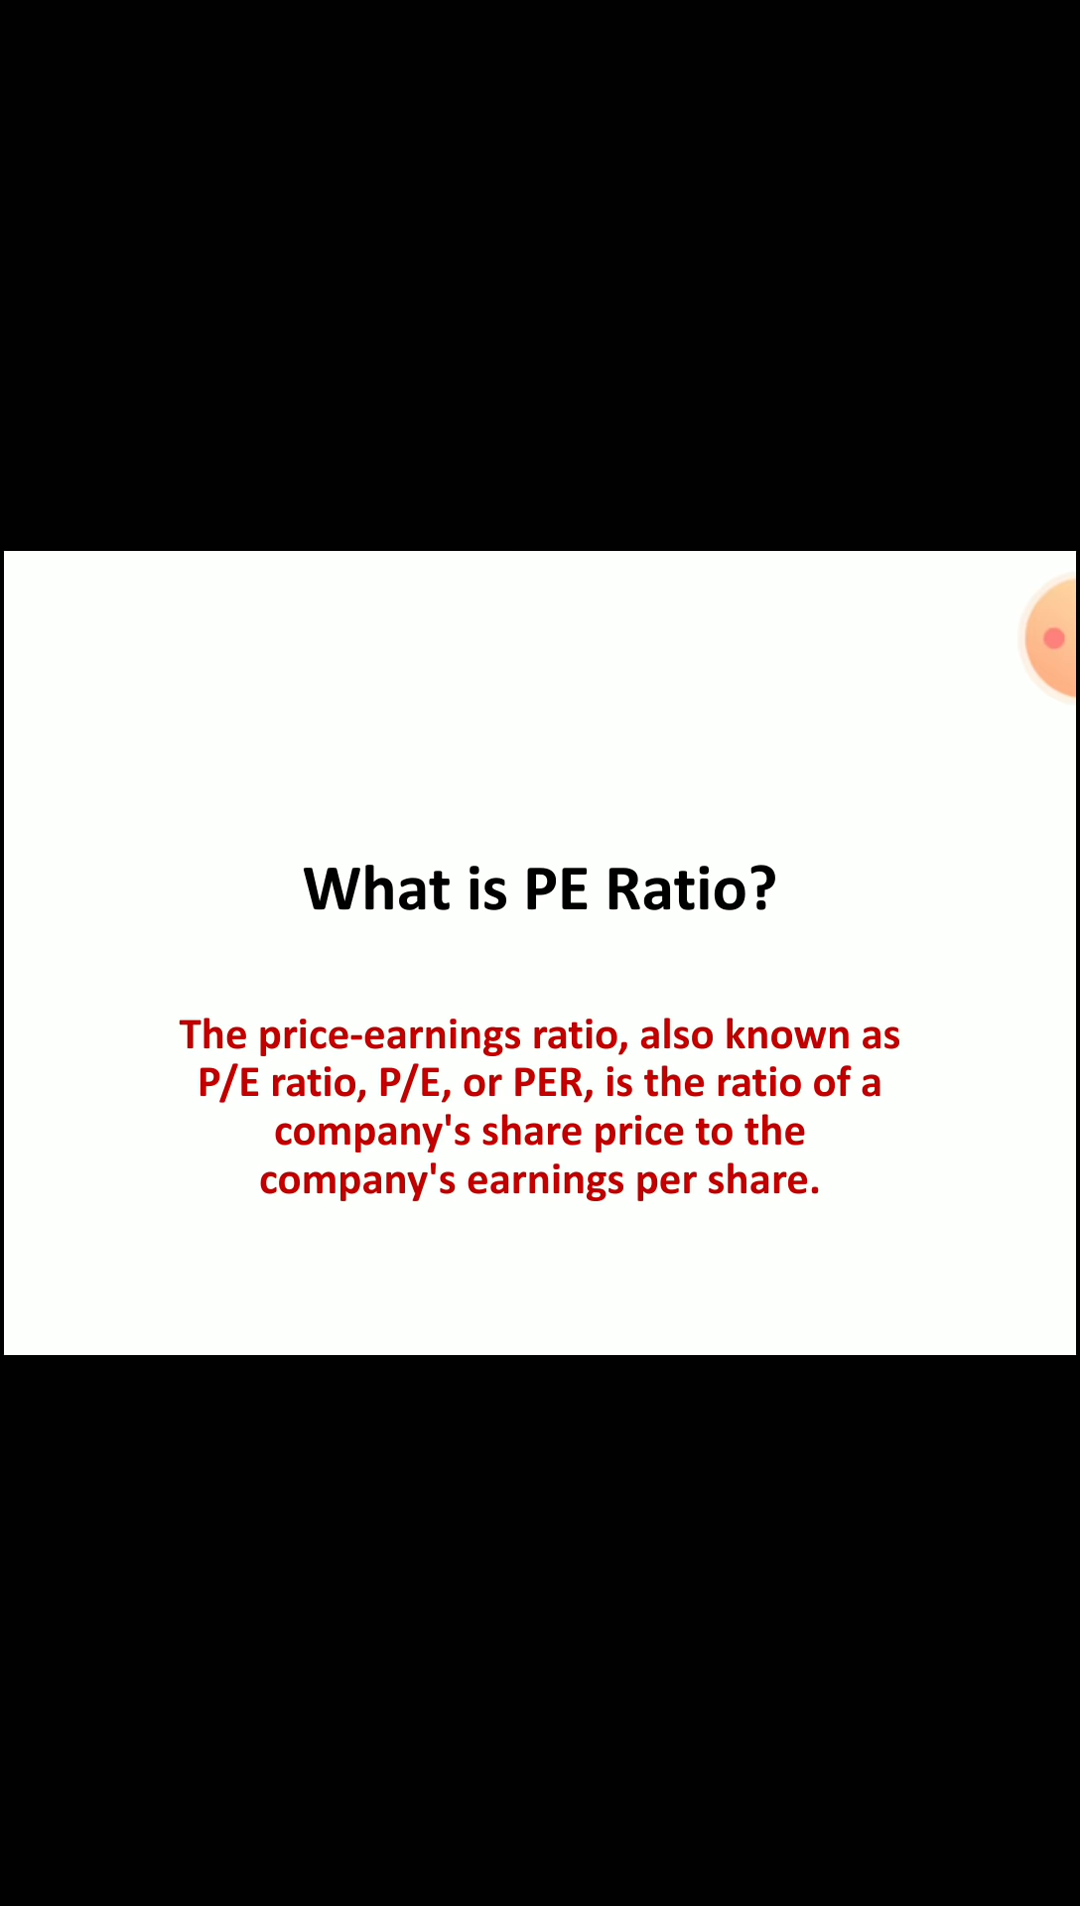 What is PE Ratio?
The price-earnings ratio, also known as
P/E ratio, P/E, or PER, is the ratio of a
company's share price to the
company's earnings per share.